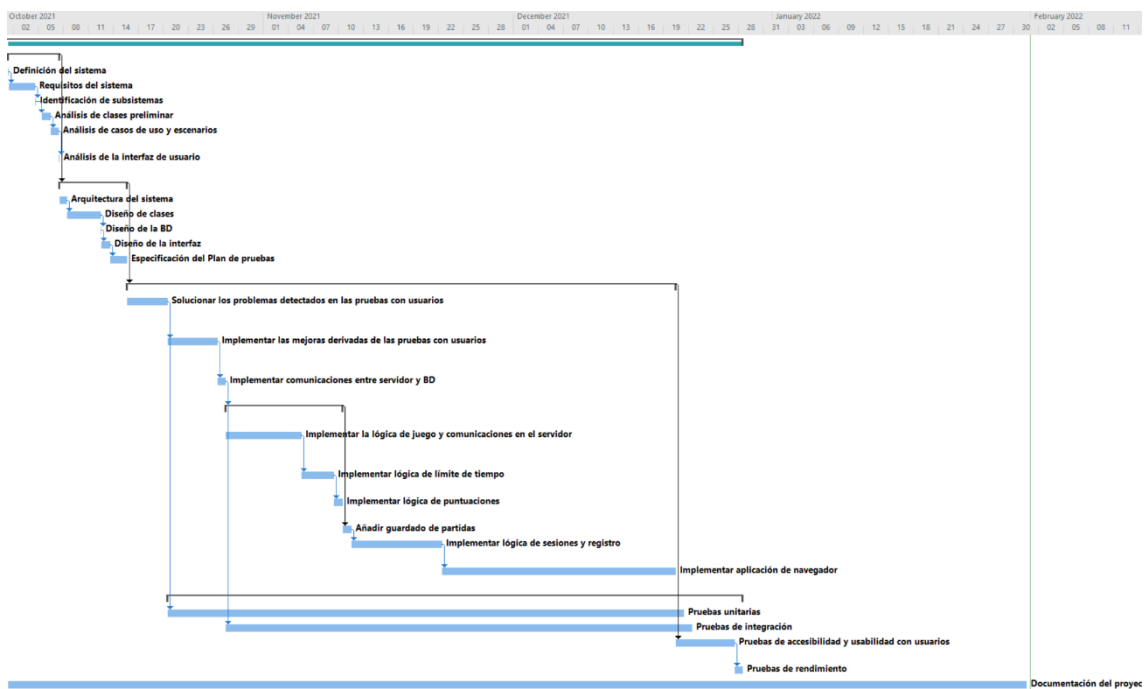 October 2021 November 2021 December 2021 January 2022 February 2022
02 05 08 11 14 17 20 23 26 29 01 04 07 10 13 16 19 22 25 28 01 04 07 10 13 16 19 22 25 28 31 03 06 09 12 15 18 21 24 27 30 02 05 08 11
Definición del sistema
Requisitos del sistema
Identificación de subsistemas
Análisis de clases preliminar
Análisis de casos de uso y escenarios
Análisis de la interfaz de usuario
Arquitectura del sistema
Diseño de clases
Diseño de la BD
Diseño de la interfaz
Especificación del Plan de pruebas
Solucionar los problemas detectados en las pruebas con usuarios
Implementar las mejoras derivadas de las pruebas con usuarios
Implementar comunicaciones entre servidor y BD
Implementar la lógica de juego y comunicaciones en el servidor
Implementar lógica de límite de tiempo
Implementar lógica de puntuaciones
Añadir guardado de partidas
Implementar lógica de sesiones y registro
Implementar aplicación de navegador
Pruebas unitarias
Pruebas de integración
Pruebas de accesibilidad y usabilidad con usuarios
Pruebas de rendimiento
Documentación del proyec